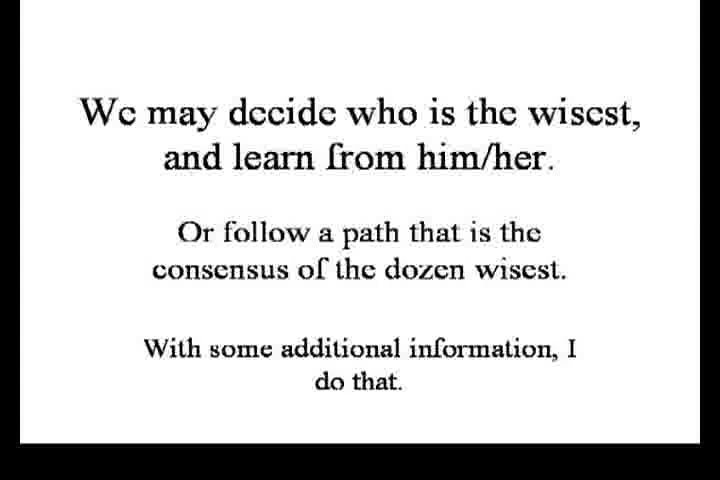 We may decide who is the wisest,
and learn from him/her.
Or follow a path that is the
consensus of the dozen wisest.
With some additional information, I
do that.